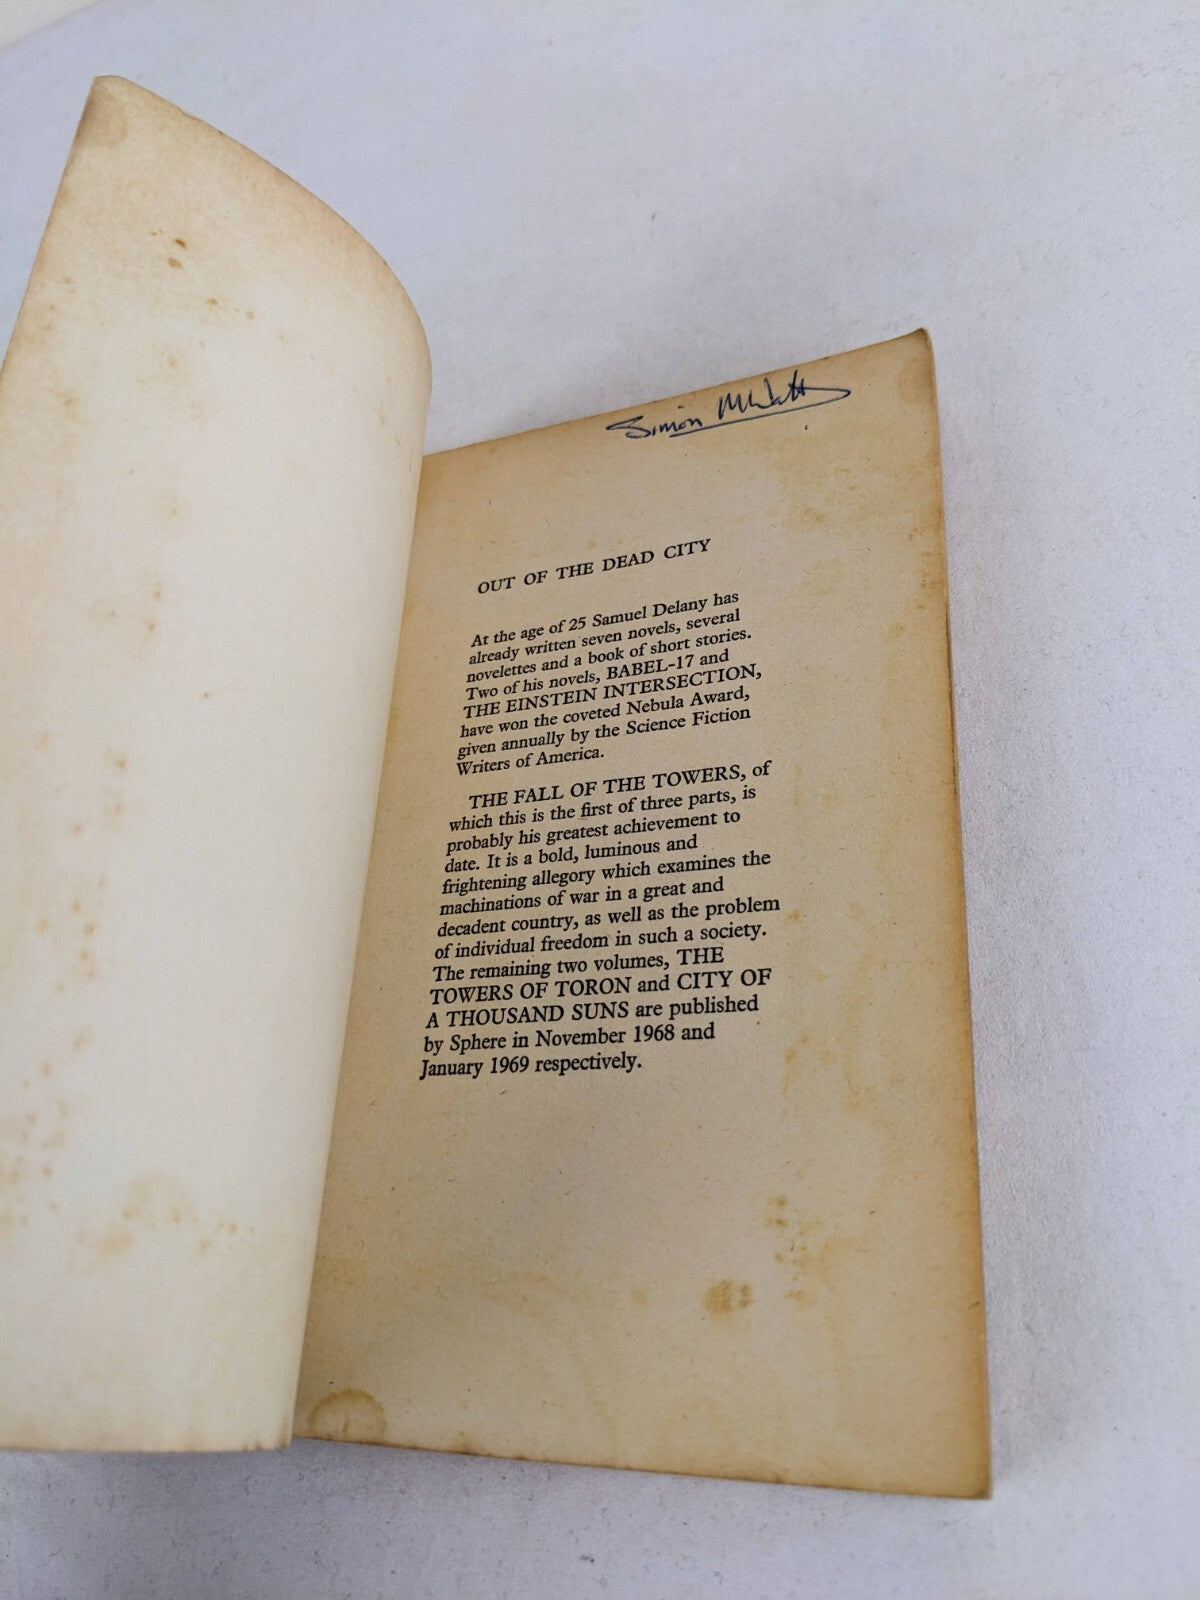 Simon
OUT OF THE DEAD CITY
At the age of 25 Samuel Delany has
already written seven novels, several
novelettes and a book of short stories.
Two of his novels, BABEL-17 and
THE EINSTEIN INTERSECTION,
have won the coveted Nebula Award,
given annually by the Science Fiction
Writers of America.
THE FALL OF THE TOWERS, of
which this is the first of three parts, is
probably his greatest achievement to
date. It is a bold, luminous and
frightening allegory which examines the
machinations of war in a great and
decadent country, as well as the problem
of individual freedom in such a society.
The remaining two volumes, THE
TOWERS OF TORON and CITY OF
A THOUSAND SUNS are published
by Sphere in November 1968 and
January 1969 respectively.